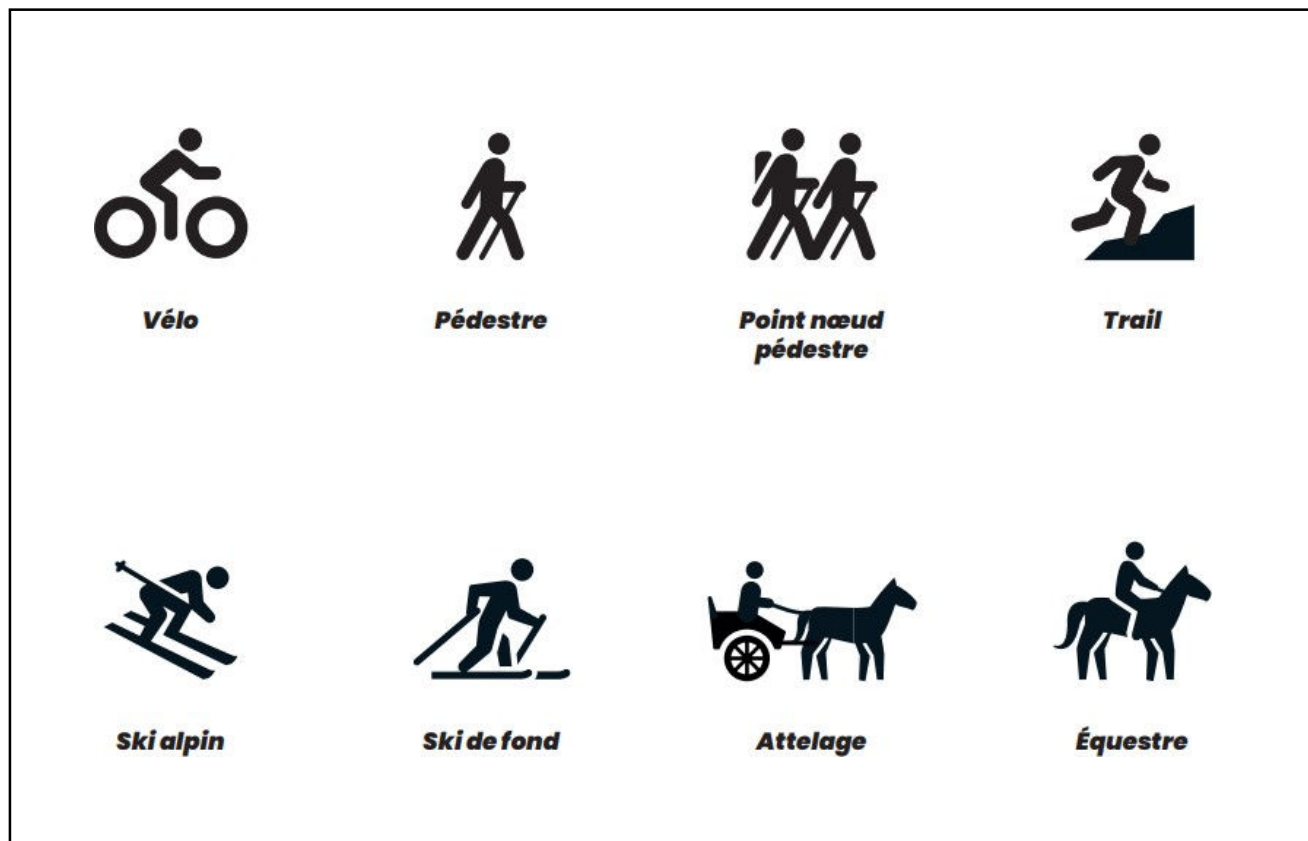 Vélo
Pédestre
Point nœud
pédestre
Trail
Ski alpin
Ski de fond
Attelage
Équestre